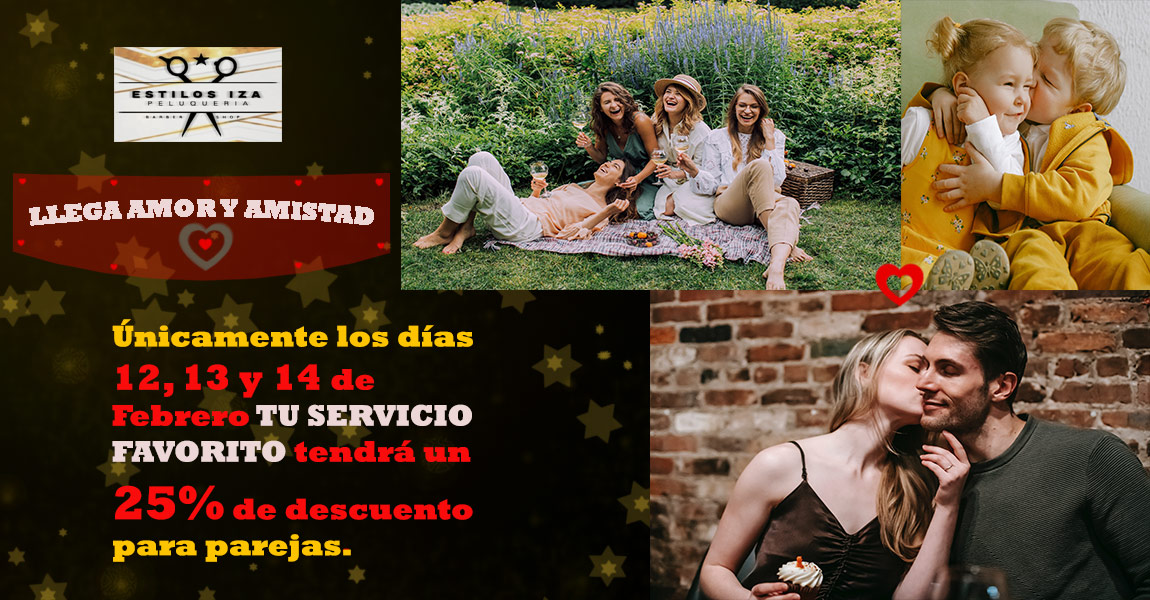 ESTILOS IZA
PELUQUERIA
BARBER SHOP
LLEGA AMOR Y AMISTAD
Únicamente los días
12, 13 y 14 de
Febrero TU SERVICIO
FAVORITO tendrá un
25% de descuento
para parejas.